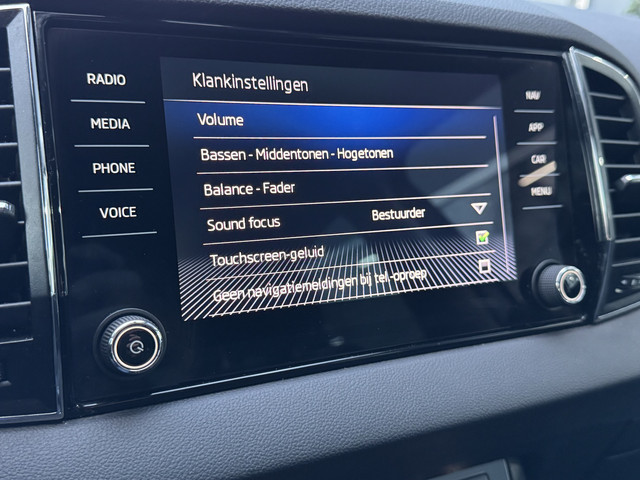 RADIO
MEDIA
PHONE
VOICE
Klankinstellingen
Volume
Bassen - Middentonen - Hogetonen
Balance - Fader
Sound focus Bestuurder
Touchscreen-geluid
Geen navigatiemeldingen bij tel.-oproep
NAV
APP
CAR
MENU